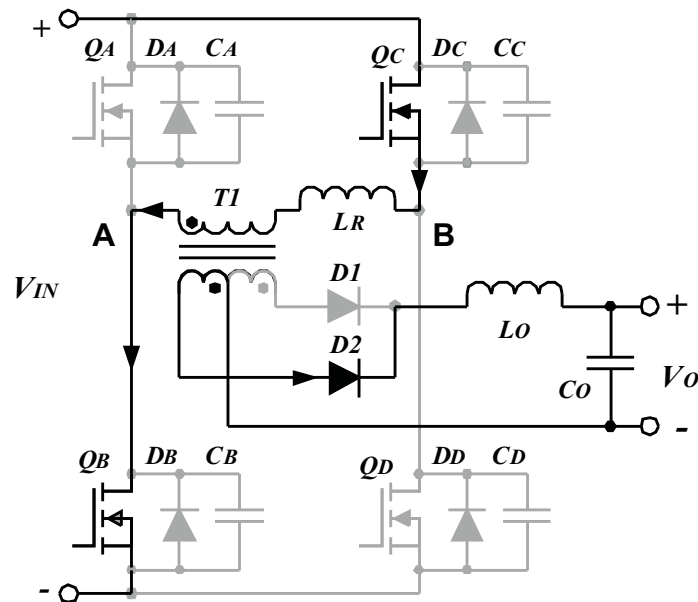 +
QA DA CA
QC DC CC
T1
LR
A
B
VIN
D1
D2
LO
+
CO
VO
-
QB DB CB
QD DD CD
-